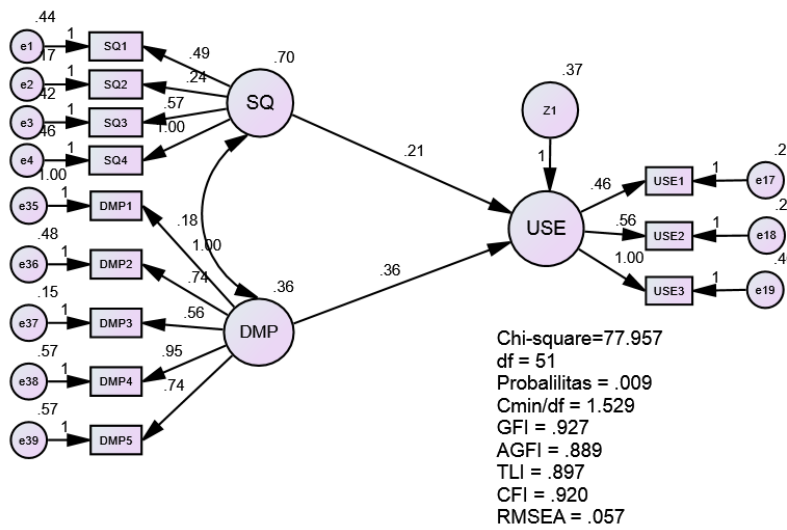 .44
e1
1
SQ1
.17
e2
1
SQ2
.42
e3
1
SQ3
.46
e4
1
SQ4
1.00
e35
1
DMP1
.48
e36
1
DMP2
.15
e37
1
DMP3
.57
e38
1
DMP4
.57
e39
1
DMP5
.49
.24
.57
1.00
.70
SQ
.18
1.00
.74
.56
.95
.74
.36
DMP
.21
.36
.37
Z1
1
USE
.46
.56
1.00
USE1
1
e17
USE2
1
e18
USE3
1
e19
Chi-square=77.957
df = 51
Probalilitas = .009
Cmin/df = 1.529
GFI = .927
AGFI = .889
TLI = .897
CFI = .920
RMSEA = .057